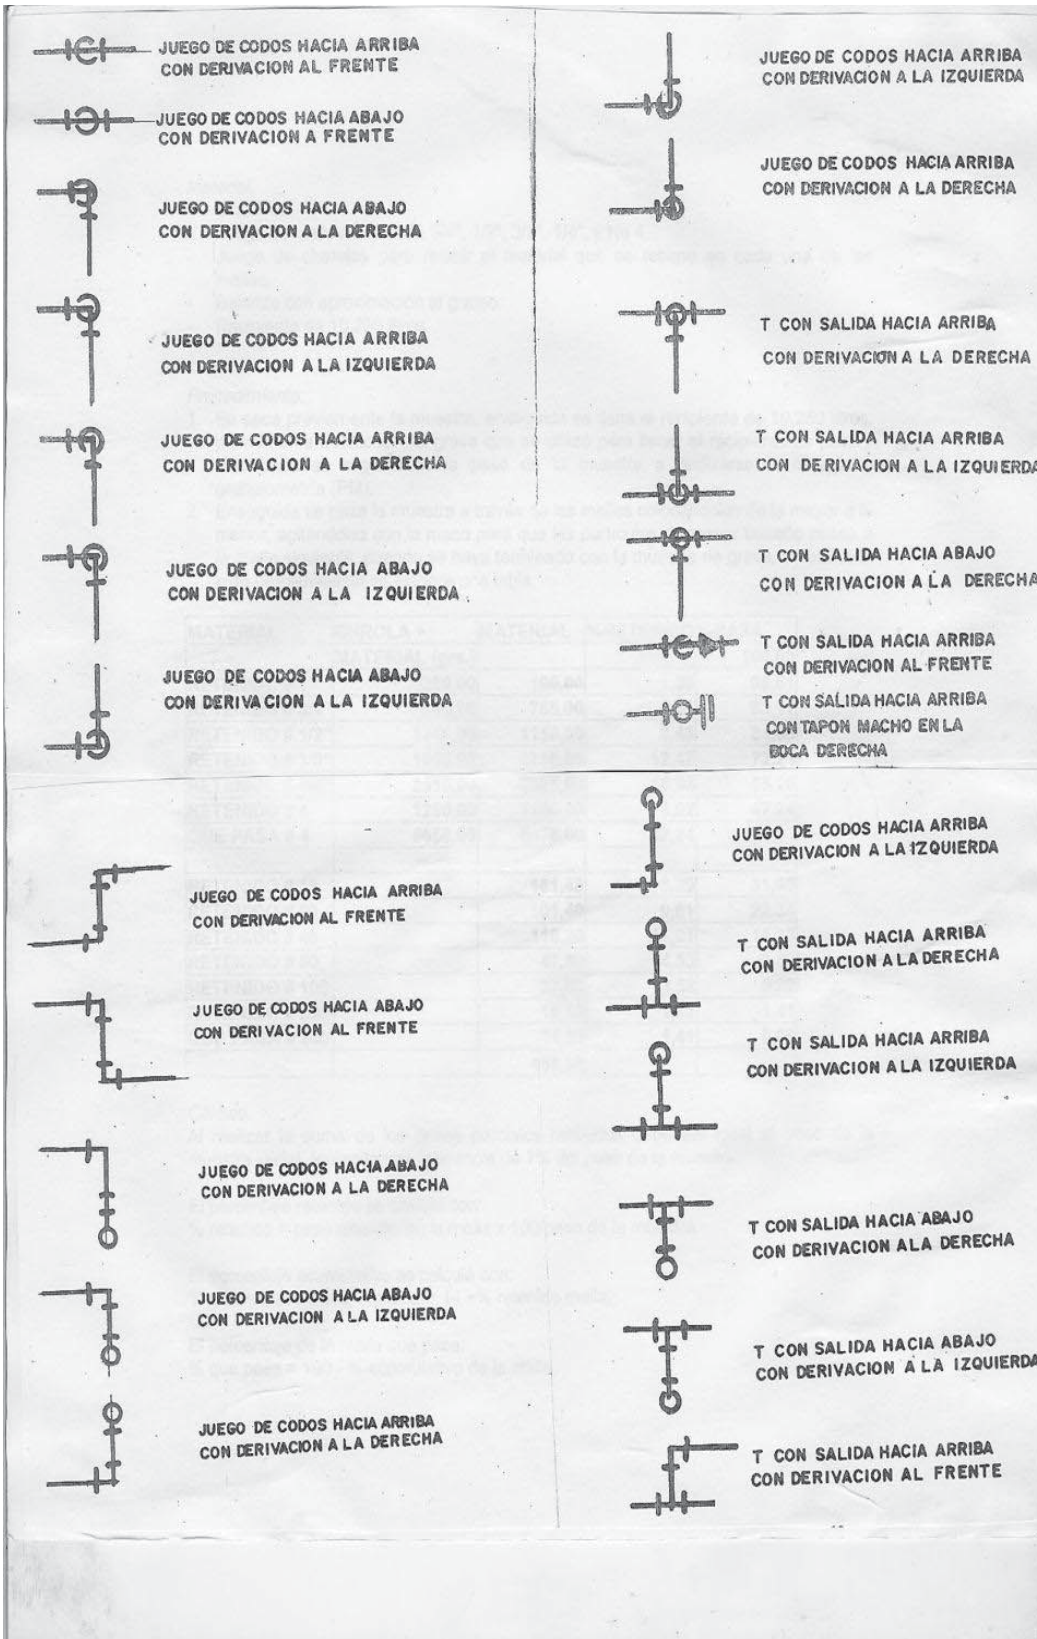 JUEGO DE CODOS HACIA ARRIBA
CON DERIVACION AL FRENTE
JUEGO DE CODOS HACIA ABAJO
CON DERIVACION A FRENTE
JUEGO DE CODOS HACIA ABAJO
CON DERIVACION A LA DERECHA
JUEGO DE CODOS HACIA ARRIBA
CON DERIVACION A LA IZQUIERDA
JUEGO DE CODOS HACIA ARRIBA
CON DERIVACION A LA DERECHA
JUEGO DE CODOS HACIA ABAJO
CON DERIVACION A LA IZQUIERDA
JUEGO DE CODOS HACIA ABAJO
CON DERIVACION A LA IZQUIERDA
JUEGO DE CODOS HACIA ARRIBA
CON DERIVACION A LA IZQUIERDA
JUEGO DE CODOS HACIA ARRIBA
CON DERIVACION A LA DERECHA
T CON SALIDA HACIA ARRIBA
CON DERIVACION A LA DERECHA
T CON SALIDA HACIA ARRIBA
CON DERIVACION A LA IZQUIERDA
T CON SALIDA HACIA ABAJO
CON DERIVACION A LA DERECHA
T CON SALIDA HACIA ARRIBA
CON DERIVACION AL FRENTE
T CON SALIDA HACIA ARRIBA
CON TAPON MACHO EN LA
BOCA DERECHA
JUEGO DE CODOS HACIA ARRIBA
CON DERIVACION AL FRENTE
JUEGO DE CODOS HACIA ABAJO
CON DERIVACION AL FRENTE
JUEGO DE CODOS HACIA ABAJO
CON DERIVACION A LA DERECHA
JUEGO DE CODOS HACIA ABAJO
CON DERIVACION A LA IZQUIERDA
JUEGO DE CODOS HACIA ARRIBA
CON DERIVACION A LA DERECHA
JUEGO DE CODOS HACIA ARRIBA
CON DERIVACION A LA IZQUIERDA
T CON SALIDA HACIA ARRIBA
CON DERIVACION A LA DERECHA
T CON SALIDA HACIA ARRIBA
CON DERIVACION A LA IZQUIERDA
T CON SALIDA HACIA ABAJO
CON DERIVACION A LA DERECHA
T CON SALIDA HACIA ABAJO
CON DERIVACION A LA IZQUIERDA
T CON SALIDA HACIA ARRIBA
CON DERIVACION AL FRENTE